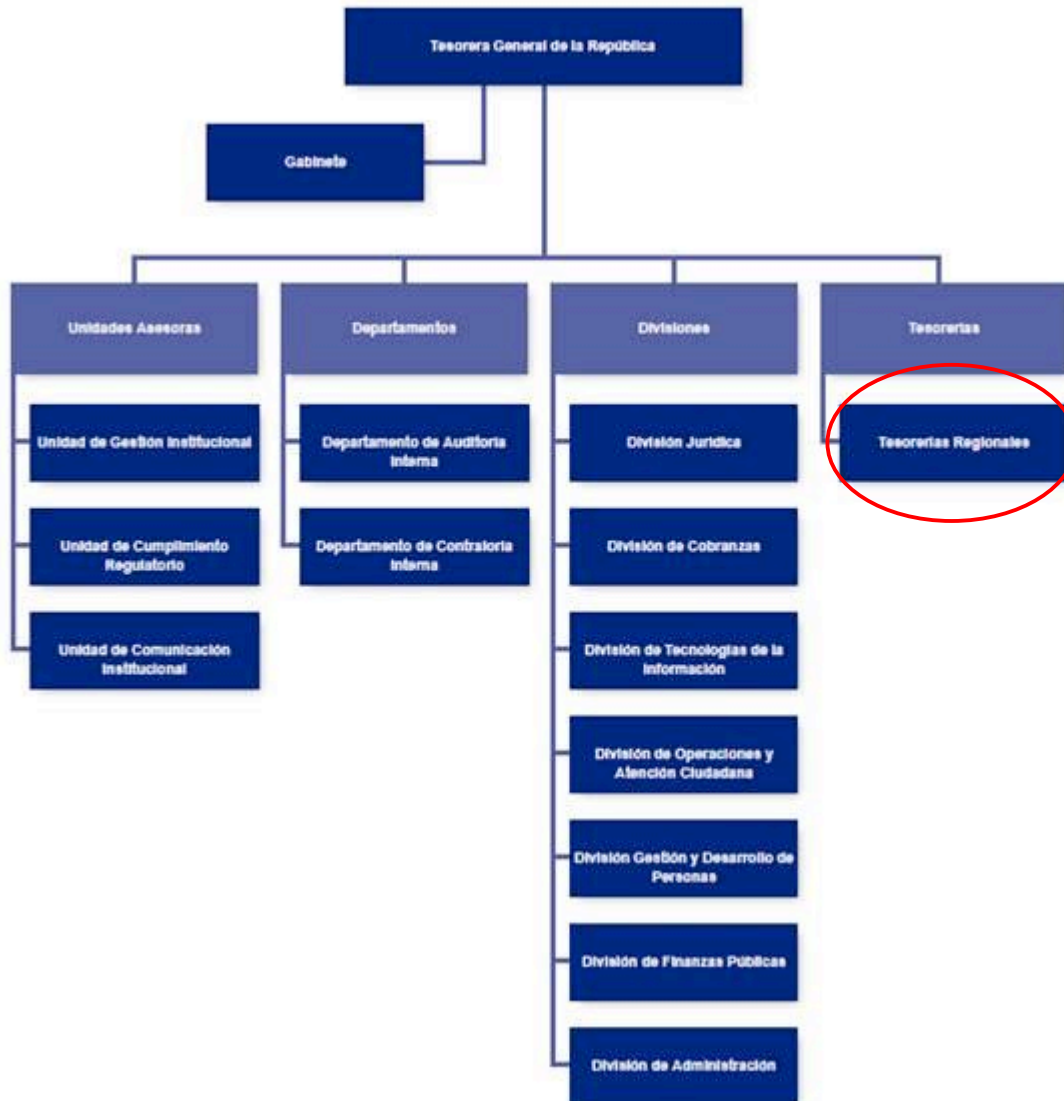 Tesorera General de la República
Gabinete
Unidades Asesoras
Departamentos
Divisiones
Tesorerías
Unidad de Gestión Institucional
Unidad de Cumplimiento
Regulatorio
Unidad de Comunicación
Institucional
Departamento de Auditoría
Interna
Departamento de Contraloría
Interna
División Jurídica
División de Cobranzas
División de Tecnologías de la
Información
División de Operaciones y
Atención Ciudadana
División Gestión y Desarrollo de
Personas
División de Finanzas Públicas
División de Administración
Tesorerías Regionales